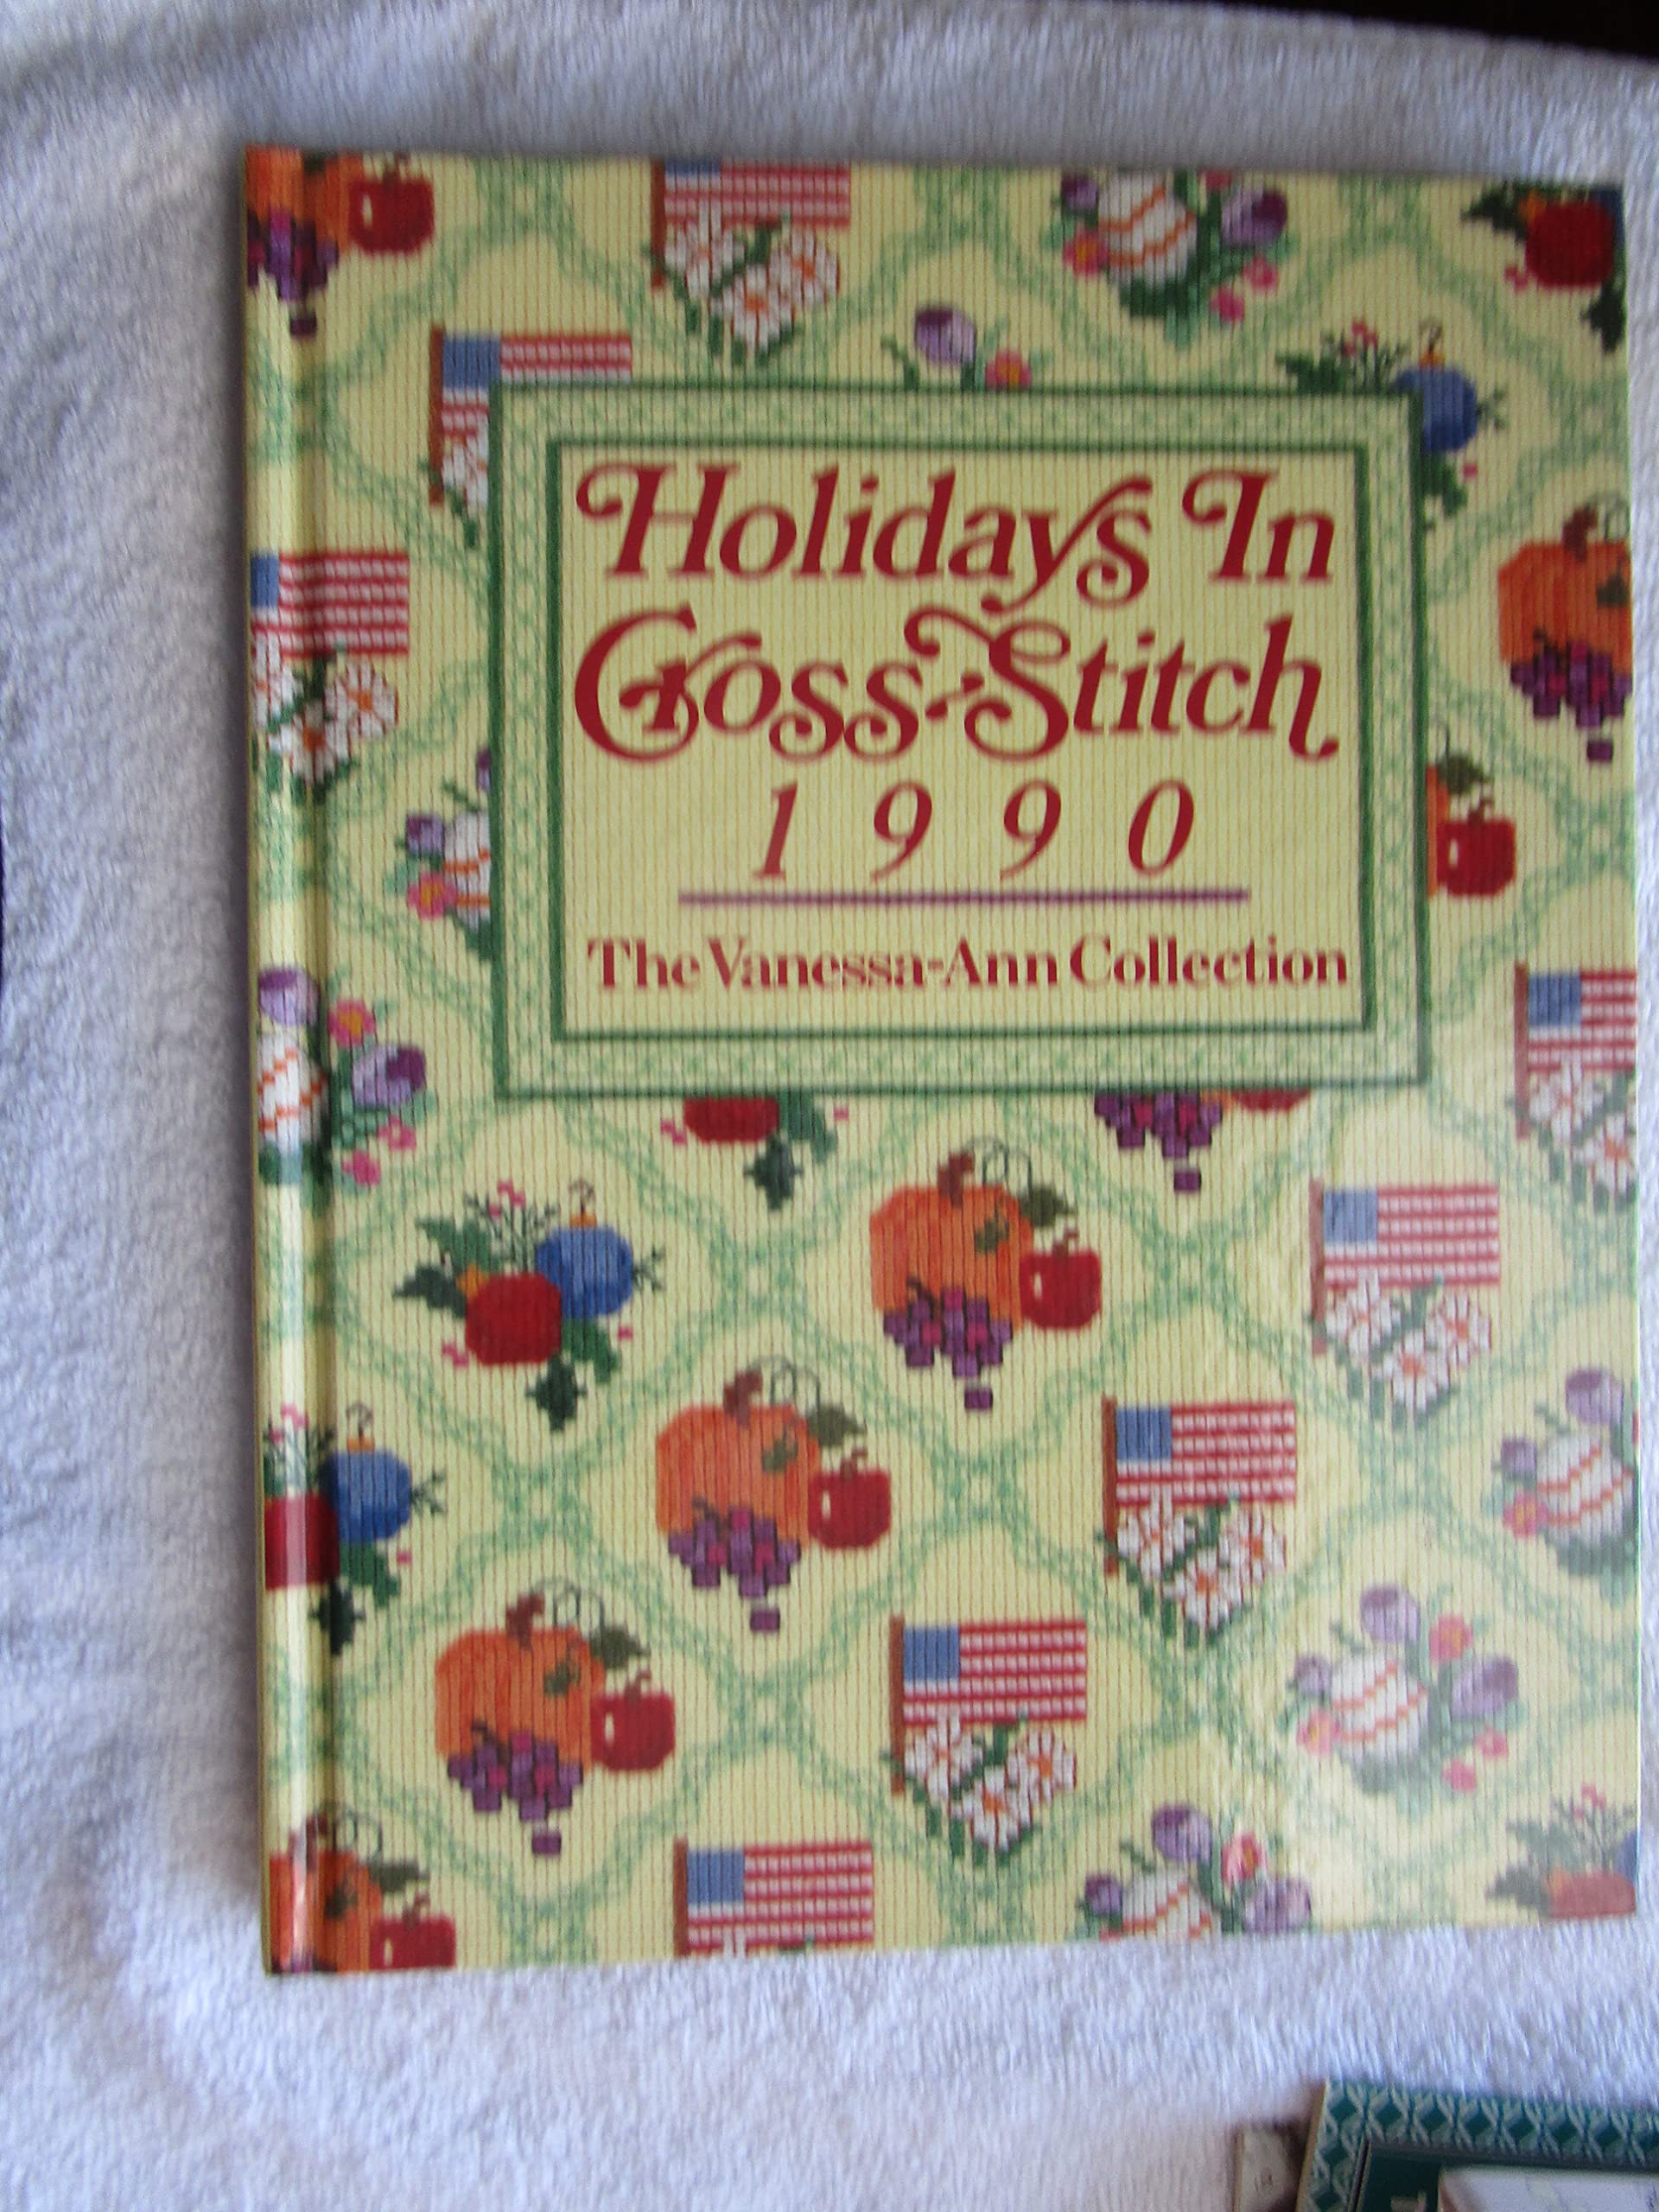 Holidays In
Cross-Stitch
1990
The Vanessa-Ann Collection